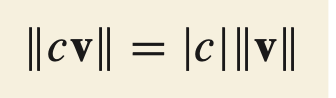 ‖c𝐯‖ = |c|‖𝐯‖